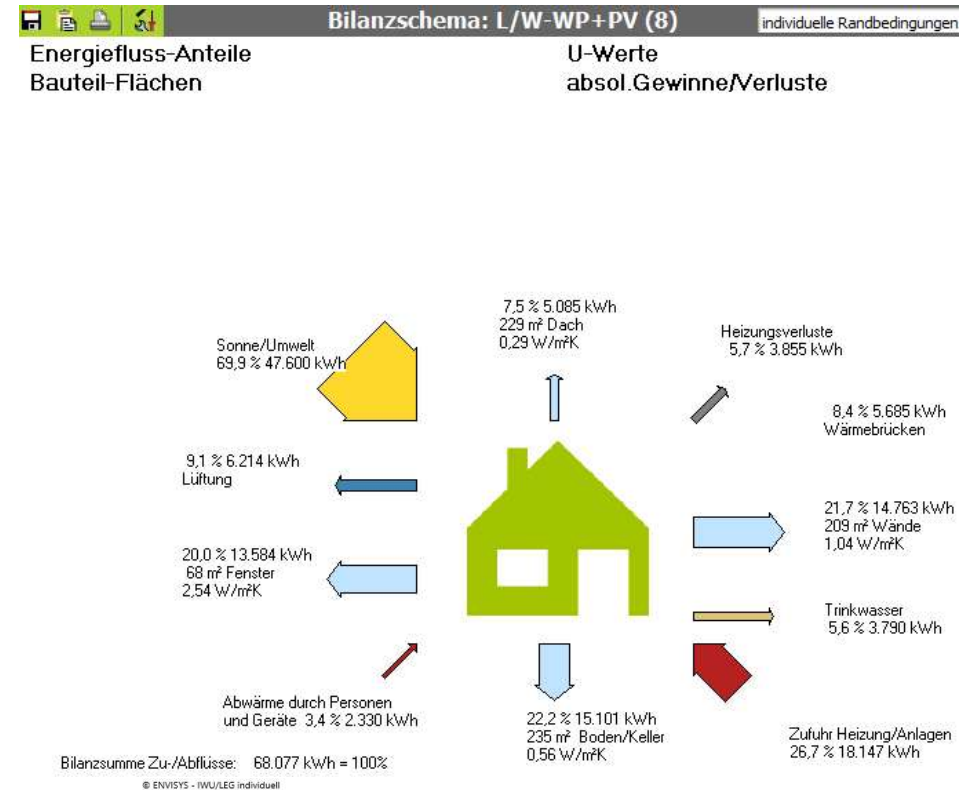 Bilanzschema: L/W-WP+PV (8)
individuelle Randbedingungen
Energiefluss-Anteile
Bauteil-Flächen
U-Werte
absol.Gewinne/Verluste
7,5 % 5.085 kWh
229 m² Dach
0,29 W/m²K
Sonne/Umwelt
69,9 % 47.600 kWh
Heizungsverluste
5,7 % 3.855 kWh
8,4 % 5.685 kWh
Wärmebrücken
9,1 % 6.214 kWh
Lüftung
21,7 % 14.763 kWh
209 m² Wände
1,04 W/m²K
20,0 % 13.584 kWh
68 m² Fenster
2,54 W/m²K
Trinkwasser
5,6 % 3.790 kWh
Abwärme durch Personen
und Geräte 3,4 % 2.330 kWh
22,2 % 15.101 kWh
235 m² Boden/Keller
0,56 W/m²K
Zufuhr Heizung/Anlagen
26,7 % 18.147 kWh
Bilanzsumme Zu-/Abflüsse: 68.077 kWh = 100%
© ENVISYS - IWU/LEG individuell